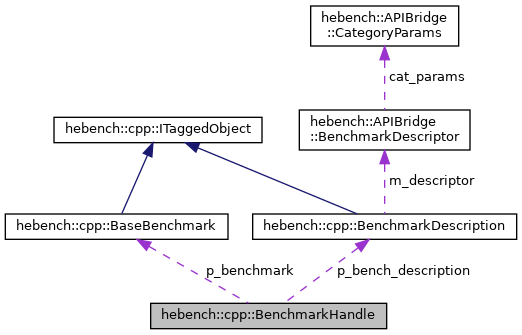 hebench::APIBridge
::CategoryParams
cat_params
hebench::cpp::ITaggedObject
hebench::APIBridge
::BenchmarkDescriptor
m_descriptor
hebench::cpp::BaseBenchmark
hebench::cpp::BenchmarkDescription
p_benchmark
p_bench_description
hebench::cpp::BenchmarkHandle